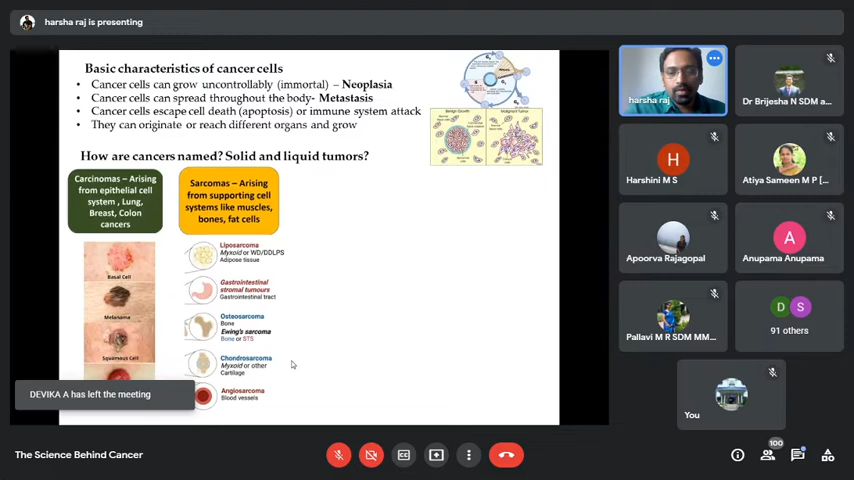 harsha raj is presenting
Basic characteristics of cancer cells
• Cancer cells can grow uncontrollably (immortal) – Neoplasia
• Cancer cells can spread throughout the body- Metastasis
• Cancer cells escape cell death (apoptosis) or immune system attack
• They can originate or reach different organs and grow
Benign Growth
Malignant Tumor
How are cancers named? Solid and liquid tumors?
Carcinomas – Arising
from epithelial cell
system , Lung,
Breast, Colon
cancers
Sarcomas – Arising
from supporting cell
systems like muscles,
bones, fat cells
Basal Cell
Melanoma
Squamous Cell
Liposarcoma
Myxoid or WD/DDLPS
Adipose tissue
Gastrointestinal
stromal tumours
Gastrointestinal tract
Osteosarcoma
Bone
Ewing's sarcoma
Bone or STS
Chondrosarcoma
Myxoid or other
Cartilage
Angiosarcoma
Blood vessels
DEVIKA A has left the meeting
harsha raj
Dr Brijesha N SDM a...
H
Harshini M S
Atiya Sameen M P [...
Apoorva Rajagopal
A
Anupama Anupama
Pallavi M R SDM MM...
D S
91 others
You
The Science Behind Cancer
CC
100